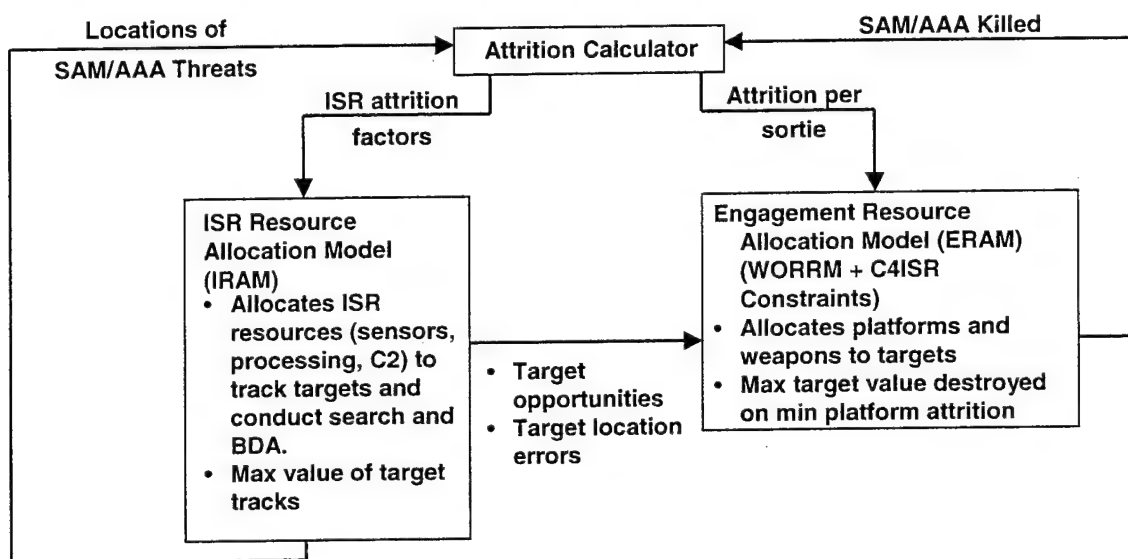 Locations of
SAM/AAA Threats
Attrition Calculator
SAM/AAA Killed
ISR attrition
factors
Attrition per
sortie
ISR Resource
Allocation Model
(IRAM)
• Allocates ISR
resources (sensors,
processing, C2) to
track targets and
conduct search and
BDA.
• Max value of target
tracks
• Target
opportunities
• Target location
errors
Engagement Resource
Allocation Model (ERAM)
(WORRM + C4ISR
Constraints)
• Allocates platforms and
weapons to targets
• Max target value destroyed
on min platform attrition